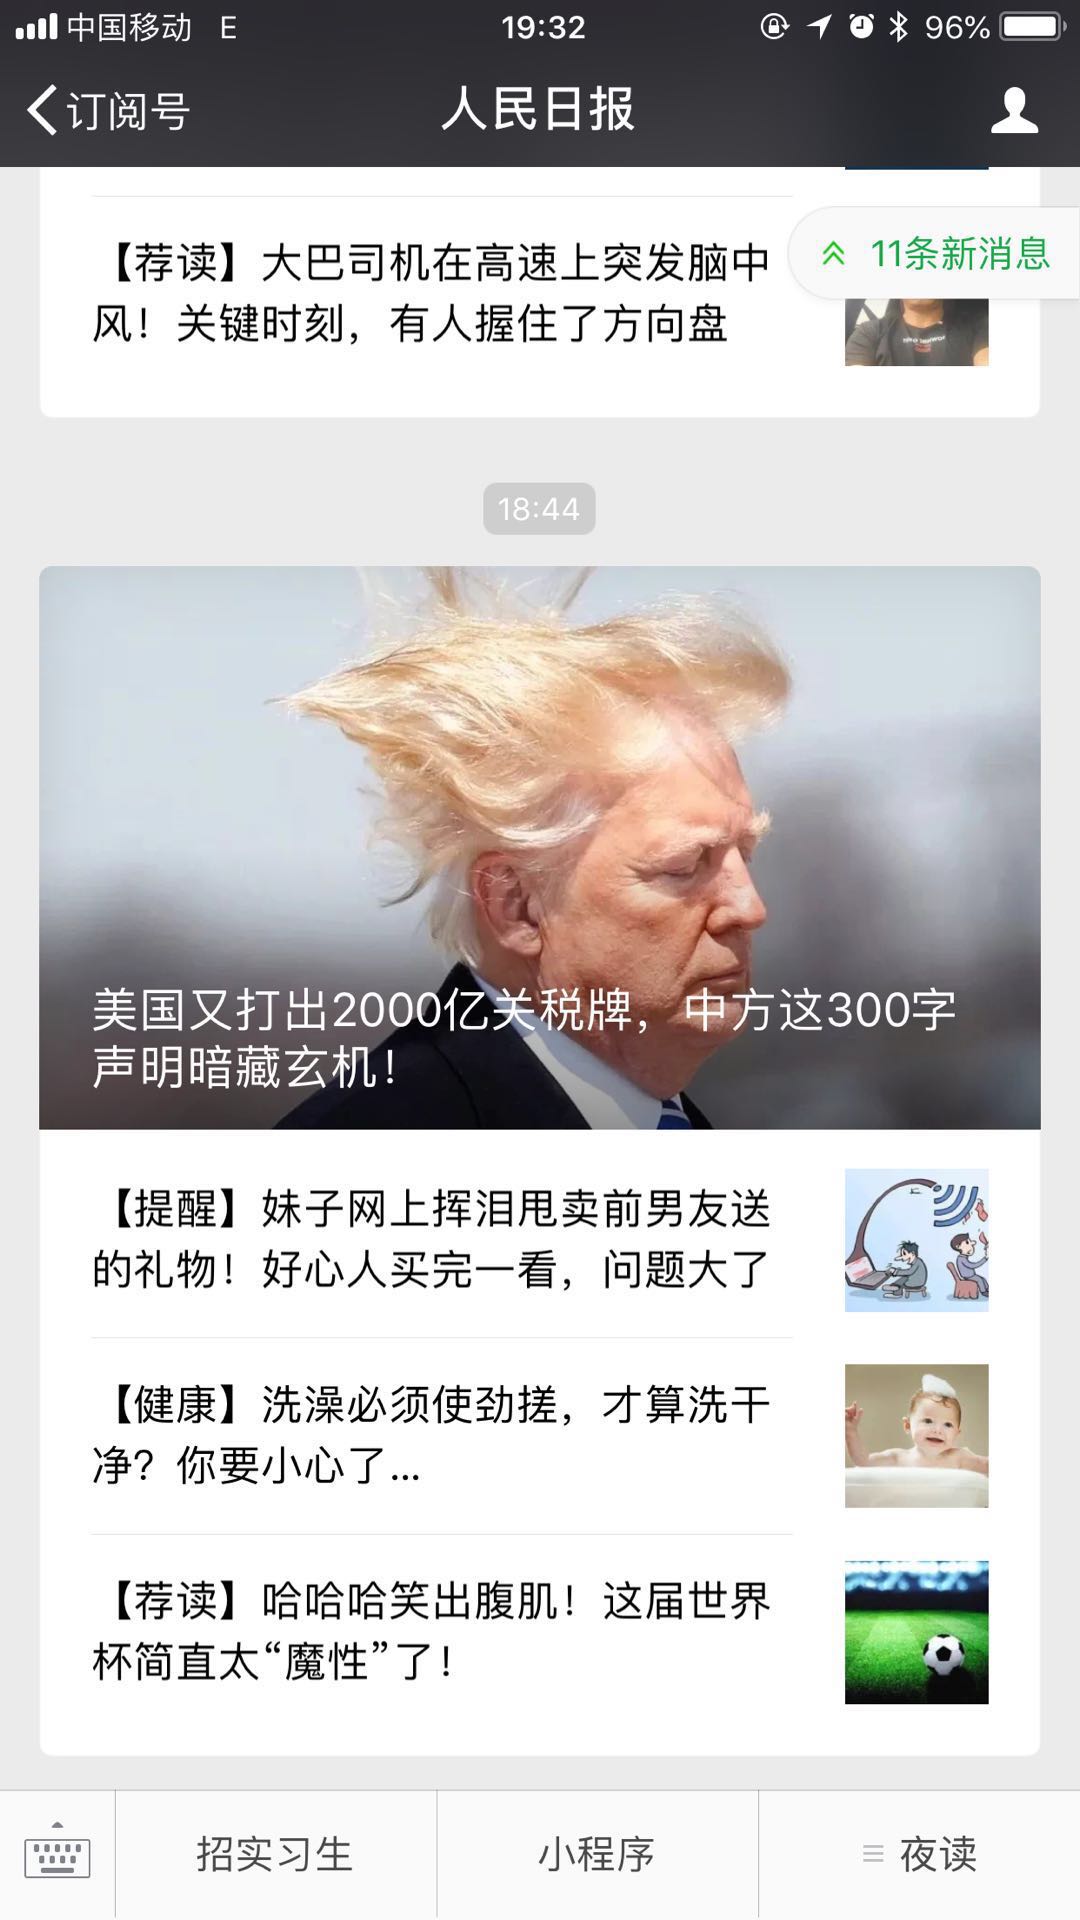 中国移动 E 19:32 96%
订阅号 人民日报
11条新消息
【荐读】大巴司机在高速上突发脑中
风！关键时刻，有人握住了方向盘
18:44
美国又打出2000亿关税牌，中方这300字
声明暗藏玄机！
【提醒】妹子网上挥泪甩卖前男友送
的礼物！好心人买完一看，问题大了
【健康】洗澡必须使劲搓，才算洗干
净？你要小心了...
【荐读】哈哈哈笑出腹肌！这届世界
杯简直太“魔性”了！
招实习生 小程序 夜读